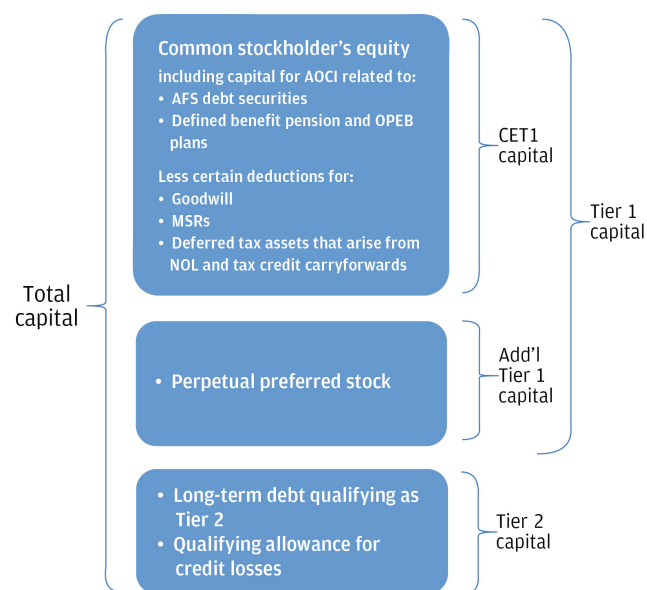 Common stockholder's equity
including capital for AOCI related to:
• AFS debt securities
• Defined benefit pension and OPEB
plans
Less certain deductions for:
• Goodwill
• MSRs
• Deferred tax assets that arise from
NOL and tax credit carryforwards
CET1
capital
Tier 1
capital
Total
capital
• Perpetual preferred stock
Add'l
Tier 1
capital
• Long-term debt qualifying as
Tier 2
• Qualifying allowance for
credit losses
Tier 2
capital